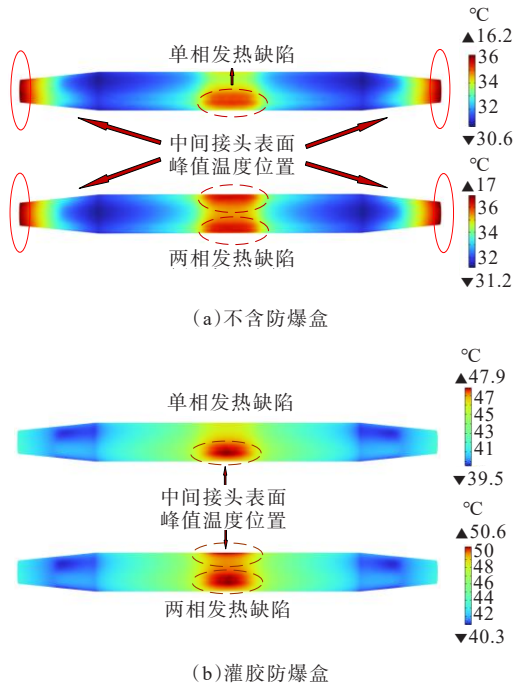 ℃
▲16.2
单相发热缺陷
36
34
32
▼30.6
中间接头表面
峰值温度位置
℃
▲17
36
34
32
▼31.2
两相发热缺陷
(a)不含防爆盒
℃
▲47.9
单相发热缺陷
47
45
43
41
▼39.5
中间接头表面
峰值温度位置
℃
▲50.6
50
48
46
44
42
▼40.3
两相发热缺陷
(b)灌胶防爆盒